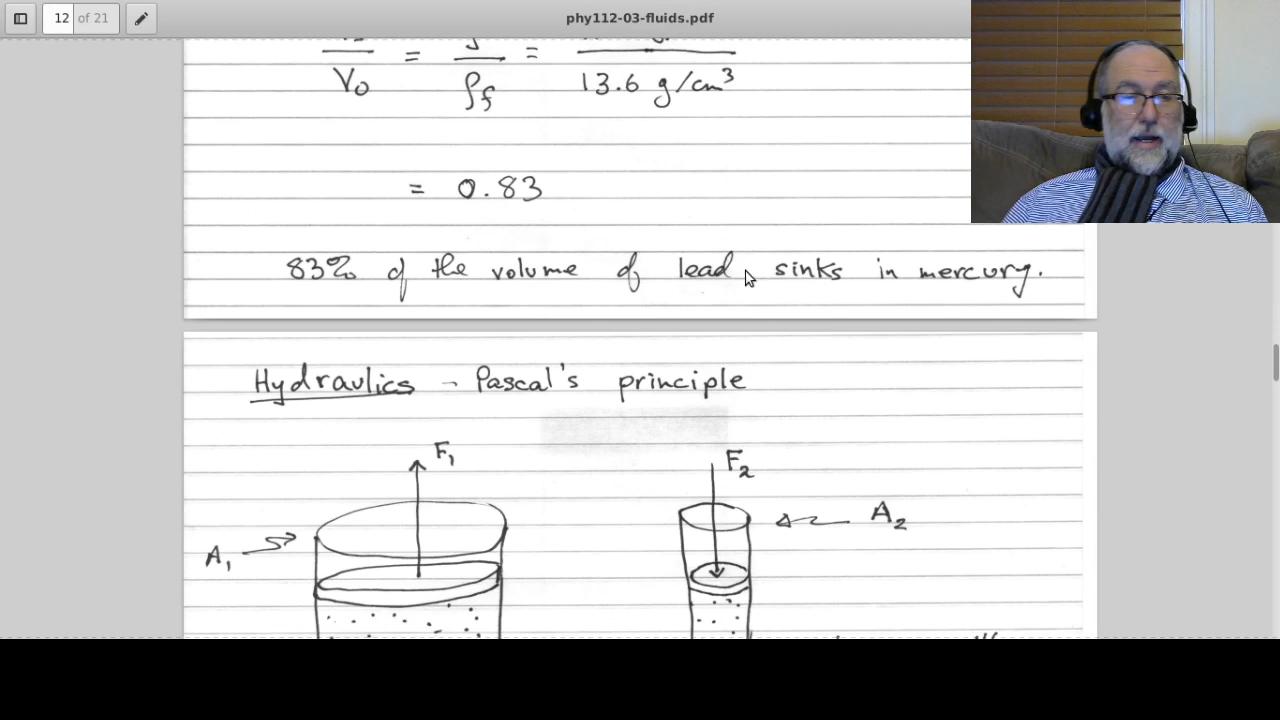 12 of 21
phy112-03-fluids.pdf
V₀ = ρf = 13.6 g/cm³
= 0.83
83% of the volume of lead sinks in mercury.
Hydraulics - Pascal's principle
F₁
F₂
A₂
A₁